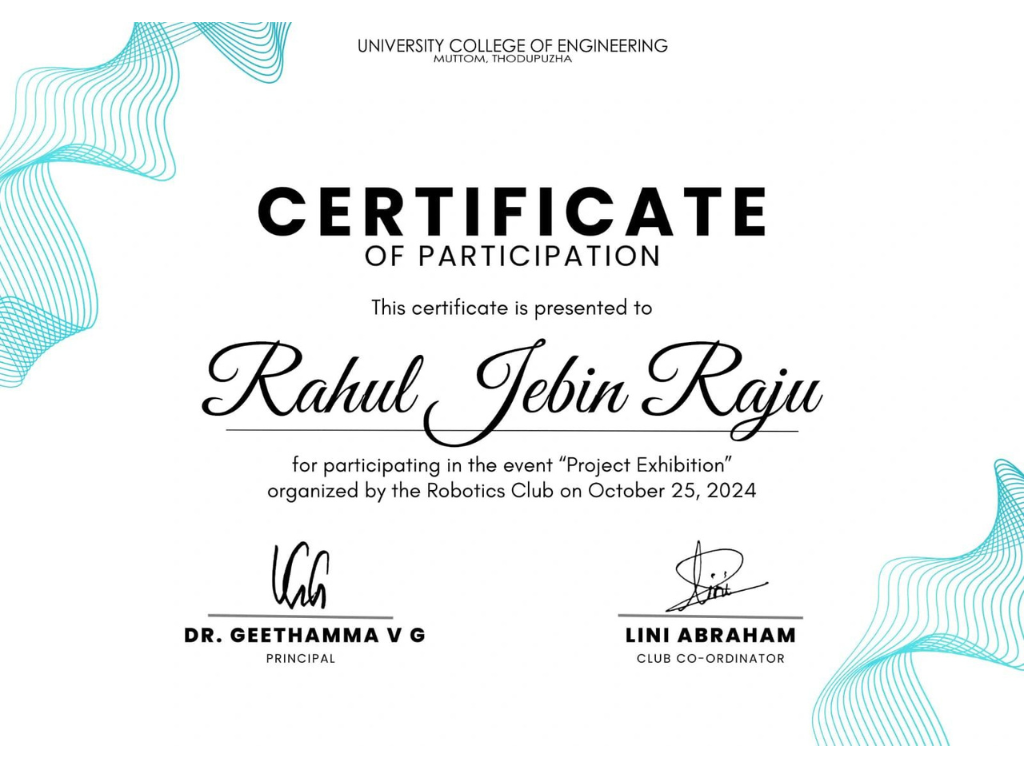 UNIVERSITY COLLEGE OF ENGINEERING
MUTTOM, THODUPUZHA
CERTIFICATE
OF PARTICIPATION
This certificate is presented to
Rahul Jebin Raju
for participating in the event “Project Exhibition”
organized by the Robotics Club on October 25, 2024
Lini
DR. GEETHAMMA V G
LINI ABRAHAM
PRINCIPAL
CLUB CO-ORDINATOR